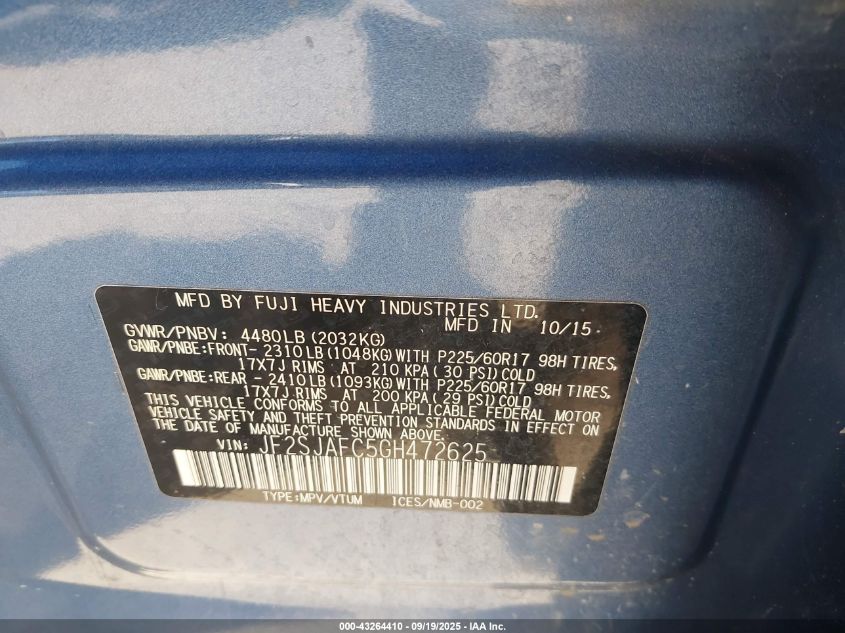 MFD BY FUJI HEAVY INDUSTRIES LTD.
MFD IN 10/15
GVWR/PNBV: 4480LB (2032KG)
GAWR/PNBE:FRONT- 2310LB (1048KG)WITH P225/60R17 98H TIRES,
17X7J RIMS AT 210 KPA (30 PSI)COLD
GAWR/PNBE:REAR - 2410LB (1093KG)WITH P225/60R17 98H TIRES,
17X7J RIMS AT 200 KPA (29 PSI)COLD
THIS VEHICLE CONFORMS TO ALL APPLICABLE FEDERAL MOTOR
VEHICLE SAFETY AND THEFT PREVENTION STANDARDS IN EFFECT ON
THE DATE OF MANUFACTURE SHOWN ABOVE.
VIN: JF2SJAFC5GH472625
TYPE:MPV/VTUM ICES/NMB-002
000-43264410 - 09/19/2025 - IAA Inc.